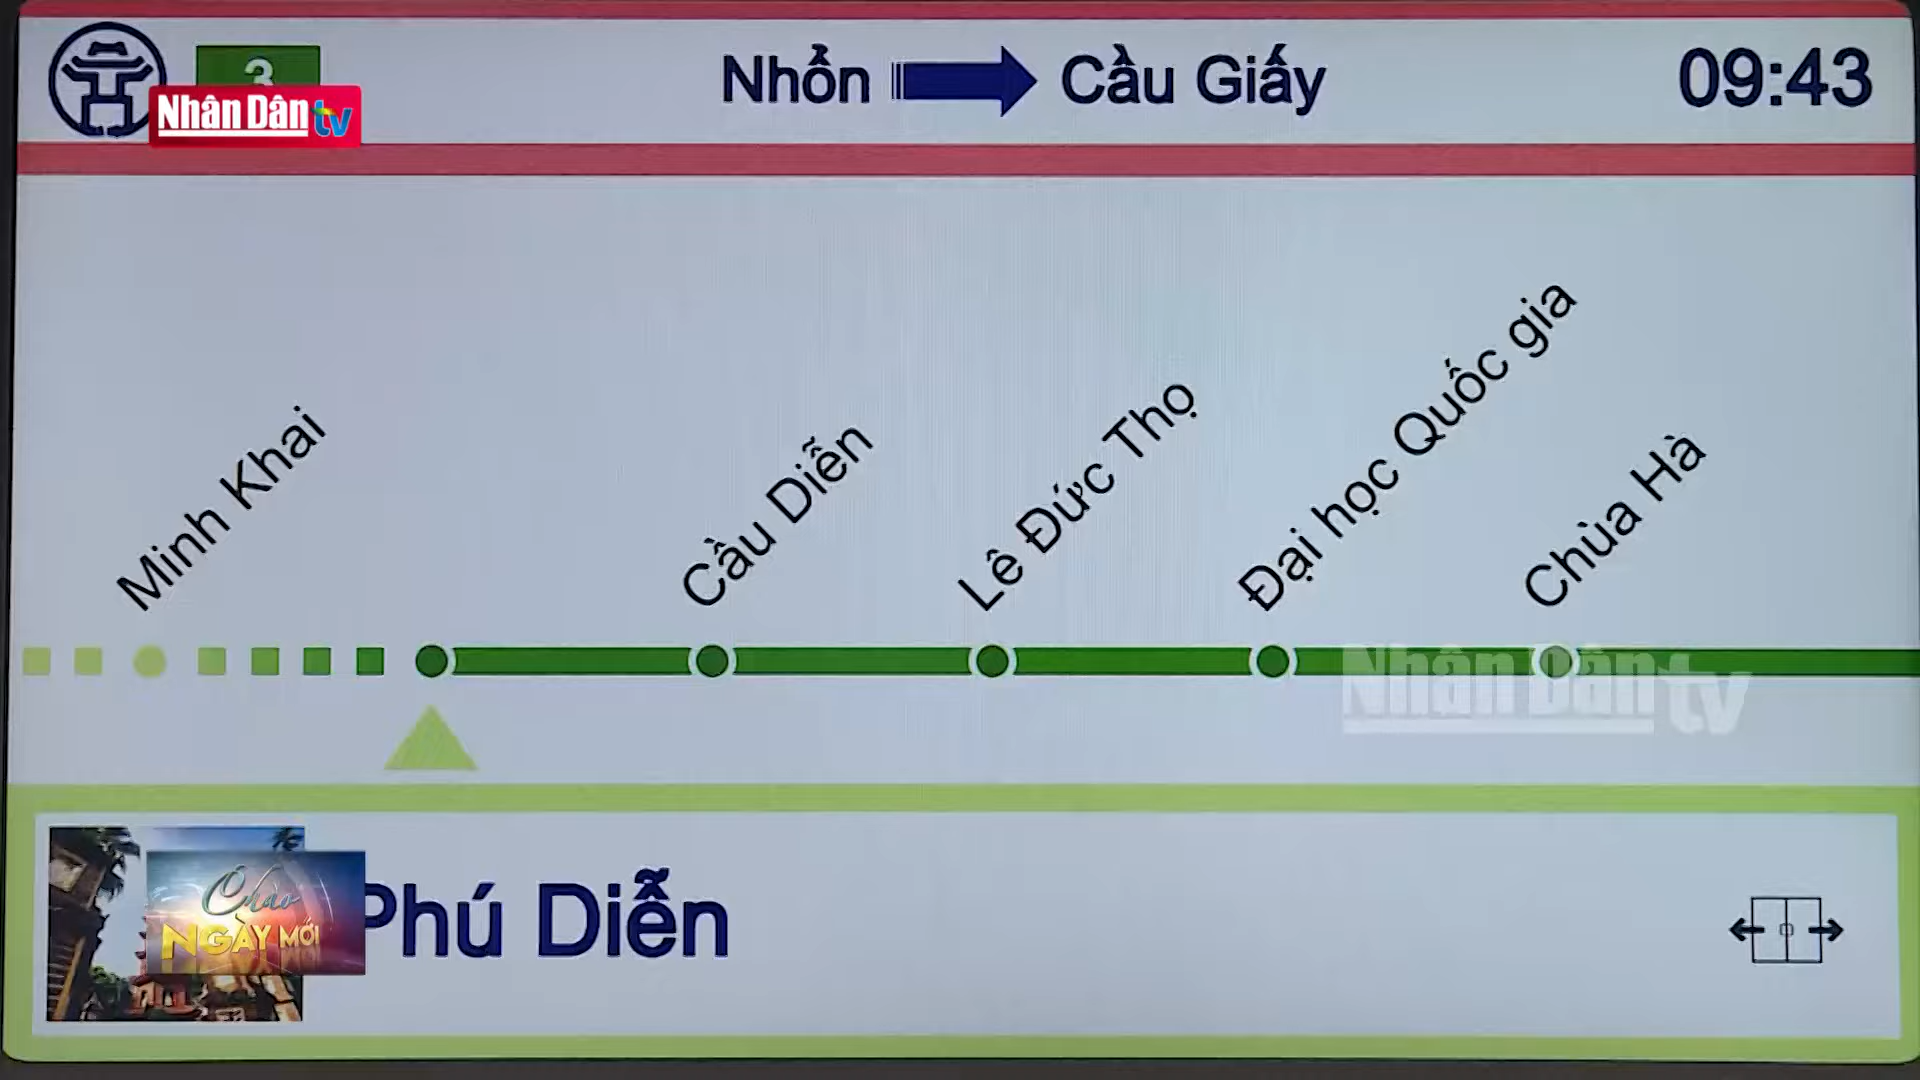 3
Nhân Dân tv
Nhổn
Cầu Giấy
09:43
Minh Khai
Cầu Diễn
Lê Đức Thọ
Đại học Quốc gia
Chùa Hà
Nhân Dân tv
Phú Diễn
Chào
NGÀY MỚI